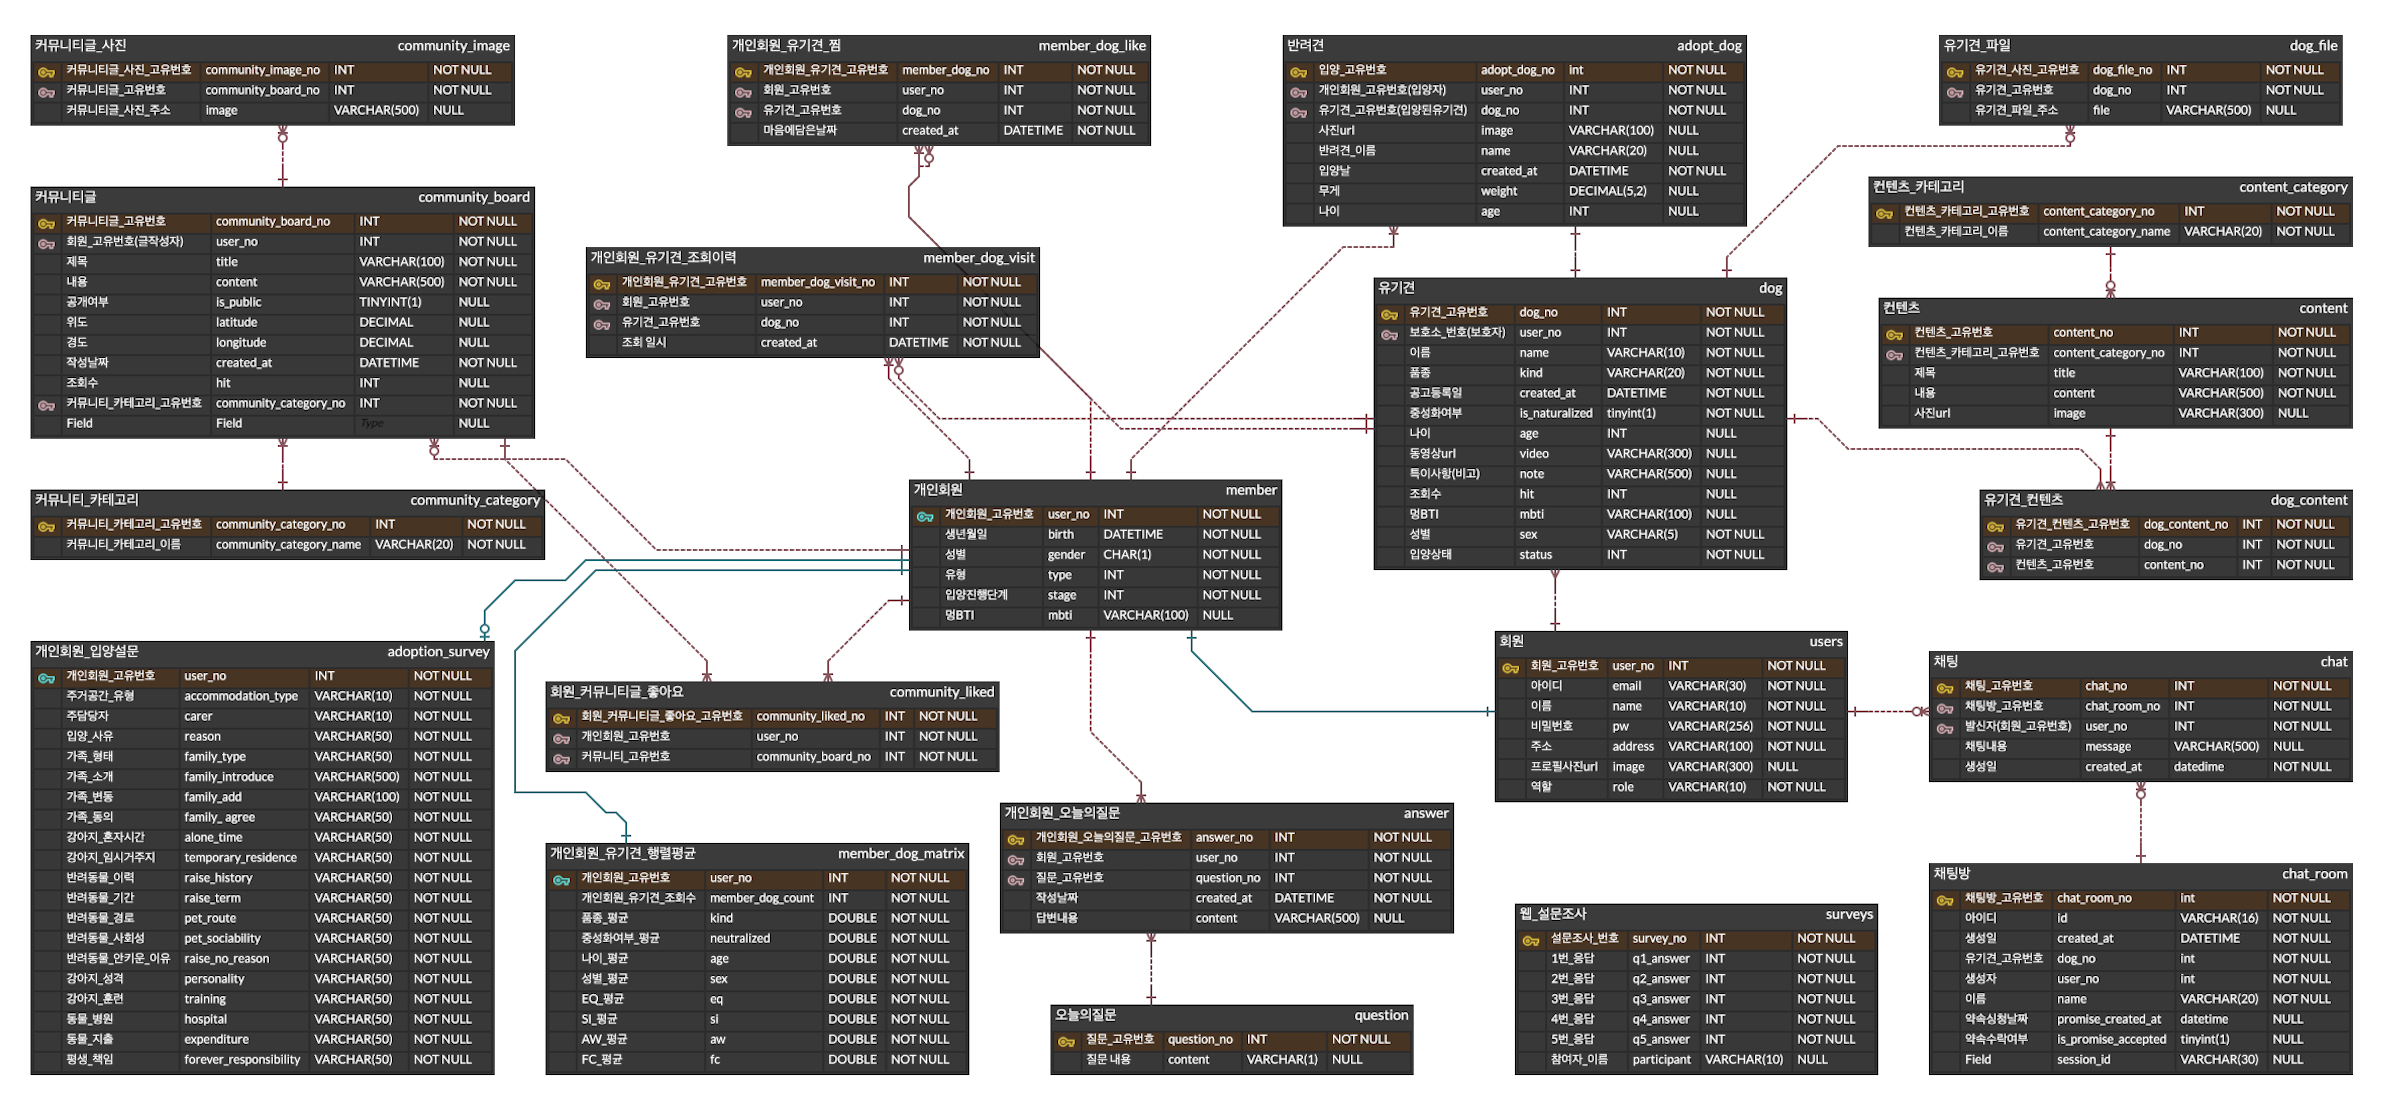 커뮤니티글_사진 community_image
커뮤니티글_사진_고유번호 community_image_no INT NOT NULL
커뮤니티글_고유번호 community_board_no INT NOT NULL
커뮤니티글_사진_주소 image VARCHAR(500) NULL
개인회원_유기견_찜 member_dog_like
개인회원_유기견_고유번호 member_dog_no INT NOT NULL
회원_고유번호 user_no INT NOT NULL
유기견_고유번호 dog_no INT NOT NULL
마음에담은날짜 created_at DATETIME NOT NULL
반려견 adopt_dog
입양_고유번호 adopt_dog_no int NOT NULL
개인회원_고유번호(입양자) user_no INT NOT NULL
유기견_고유번호(입양된유기견) dog_no INT NOT NULL
사진url image VARCHAR(100) NULL
반려견_이름 name VARCHAR(20) NULL
입양날 created_at DATETIME NOT NULL
무게 weight DECIMAL(5,2) NULL
나이 age INT NULL
유기견_파일 dog_file
유기견_사진_고유번호 dog_file_no INT NOT NULL
유기견_고유번호 dog_no INT NOT NULL
유기견_파일_주소 file VARCHAR(500) NULL
커뮤니티글 community_board
커뮤니티글_고유번호 community_board_no INT NOT NULL
회원_고유번호(글작성자) user_no INT NOT NULL
제목 title VARCHAR(100) NOT NULL
내용 content VARCHAR(500) NOT NULL
공개여부 is_public TINYINT(1) NULL
위도 latitude DECIMAL NULL
경도 longitude DECIMAL NULL
작성날짜 created_at DATETIME NOT NULL
조회수 hit INT NULL
커뮤니티_카테고리_고유번호 community_category_no INT NOT NULL
Field Field Type NULL
개인회원_유기견_조회이력 member_dog_visit
개인회원_유기견_고유번호 member_dog_visit_no INT NOT NULL
회원_고유번호 user_no INT NOT NULL
유기견_고유번호 dog_no INT NOT NULL
조회 일시 created_at DATETIME NOT NULL
유기견 dog
유기견_고유번호 dog_no INT NOT NULL
보호소_번호(보호자) user_no INT NOT NULL
이름 name VARCHAR(10) NOT NULL
품종 kind VARCHAR(20) NOT NULL
공고등록일 created_at DATETIME NOT NULL
중성화여부 is_naturalized tinyint(1) NOT NULL
나이 age INT NULL
동영상url video VARCHAR(300) NULL
특이사항(비고) note VARCHAR(500) NULL
조회수 hit INT NULL
멍BTI mbti VARCHAR(100) NULL
성별 sex VARCHAR(5) NOT NULL
입양상태 status INT NOT NULL
컨텐츠_카테고리 content_category
컨텐츠_카테고리_고유번호 content_category_no INT NOT NULL
컨텐츠_카테고리_이름 content_category_name VARCHAR(20) NOT NULL
컨텐츠 content
컨텐츠_고유번호 content_no INT NOT NULL
컨텐츠_카테고리_고유번호 content_category_no INT NOT NULL
제목 title VARCHAR(100) NOT NULL
내용 content VARCHAR(500) NOT NULL
사진url image VARCHAR(300) NULL
유기견_컨텐츠 dog_content
유기견_컨텐츠_고유번호 dog_content_no INT NOT NULL
유기견_고유번호 dog_no INT NOT NULL
컨텐츠_고유번호 content_no INT NOT NULL
커뮤니티_카테고리 community_category
커뮤니티_카테고리_고유번호 community_category_no INT NOT NULL
커뮤니티_카테고리_이름 community_category_name VARCHAR(20) NOT NULL
개인회원 member
개인회원_고유번호 user_no INT NOT NULL
생년월일 birth DATETIME NOT NULL
성별 gender CHAR(1) NOT NULL
유형 type INT NOT NULL
입양진행단계 stage INT NOT NULL
멍BTI mbti VARCHAR(100) NULL
개인회원_입양설문 adoption_survey
개인회원_고유번호 user_no INT NOT NULL
주거공간_유형 accommodation_type VARCHAR(10) NOT NULL
주담당자 carer VARCHAR(10) NOT NULL
입양_사유 reason VARCHAR(50) NOT NULL
가족_형태 family_type VARCHAR(50) NOT NULL
가족_소개 family_introduce VARCHAR(500) NOT NULL
가족_변동 family_add VARCHAR(100) NOT NULL
가족_동의 family_ agree VARCHAR(50) NOT NULL
강아지_혼자시간 alone_time VARCHAR(50) NOT NULL
강아지_임시거주지 temporary_residence VARCHAR(50) NOT NULL
반려동물_이력 raise_history VARCHAR(50) NOT NULL
반려동물_기간 raise_term VARCHAR(50) NOT NULL
반려동물_경로 pet_route VARCHAR(50) NOT NULL
반려동물_사회성 pet_sociability VARCHAR(50) NOT NULL
반려동물_안키운_이유 raise_no_reason VARCHAR(50) NOT NULL
강아지_성격 personality VARCHAR(50) NOT NULL
강아지_훈련 training VARCHAR(50) NOT NULL
동물_병원 hospital VARCHAR(50) NOT NULL
동물_지출 expenditure VARCHAR(50) NOT NULL
평생_책임 forever_responsibility VARCHAR(50) NOT NULL
회원_커뮤니티글_좋아요 community_liked
회원_커뮤니티글_좋아요_고유번호 community_liked_no INT NOT NULL
개인회원_고유번호 user_no INT NOT NULL
커뮤니티_고유번호 community_board_no INT NOT NULL
개인회원_유기견_행렬평균 member_dog_matrix
개인회원_고유번호 user_no INT NOT NULL
개인회원_유기견_조회수 member_dog_count INT NOT NULL
품종_평균 kind DOUBLE NOT NULL
중성화여부_평균 neutralized DOUBLE NOT NULL
나이_평균 age DOUBLE NOT NULL
성별_평균 sex DOUBLE NOT NULL
EQ_평균 eq DOUBLE NOT NULL
SI_평균 si DOUBLE NOT NULL
AW_평균 aw DOUBLE NOT NULL
FC_평균 fc DOUBLE NOT NULL
개인회원_오늘의질문 answer
개인회원_오늘의질문_고유번호 answer_no INT NOT NULL
회원_고유번호 user_no INT NOT NULL
질문_고유번호 question_no INT NOT NULL
작성날짜 created_at DATETIME NOT NULL
답변내용 content VARCHAR(500) NULL
오늘의질문 question
질문_고유번호 question_no INT NOT NULL
질문 내용 content VARCHAR(1) NULL
회원 users
회원_고유번호 user_no INT NOT NULL
아이디 email VARCHAR(30) NOT NULL
이름 name VARCHAR(10) NOT NULL
비밀번호 pw VARCHAR(256) NOT NULL
주소 address VARCHAR(100) NOT NULL
프로필사진url image VARCHAR(300) NULL
역할 role VARCHAR(10) NOT NULL
웹_설문조사 surveys
설문조사_번호 survey_no INT NOT NULL
1번_응답 q1_answer INT NOT NULL
2번_응답 q2_answer INT NOT NULL
3번_응답 q3_answer INT NOT NULL
4번_응답 q4_answer INT NOT NULL
5번_응답 q5_answer INT NOT NULL
참여자_이름 participant VARCHAR(10) NULL
채팅 chat
채팅_고유번호 chat_no INT NOT NULL
채팅방_고유번호 chat_room_no INT NOT NULL
발신자(회원_고유번호) user_no INT NOT NULL
채팅내용 message VARCHAR(500) NULL
생성일 created_at datedime NOT NULL
채팅방 chat_room
채팅방_고유번호 chat_room_no int NOT NULL
아이디 id VARCHAR(16) NOT NULL
생성일 created_at DATETIME NOT NULL
유기견_고유번호 dog_no int NOT NULL
생성자 user_no int NOT NULL
이름 name VARCHAR(20) NOT NULL
약속신청날짜 promise_created_at datetime NULL
약속수락여부 is_promise_accepted tinyint(1) NULL
Field session_id VARCHAR(30) NULL